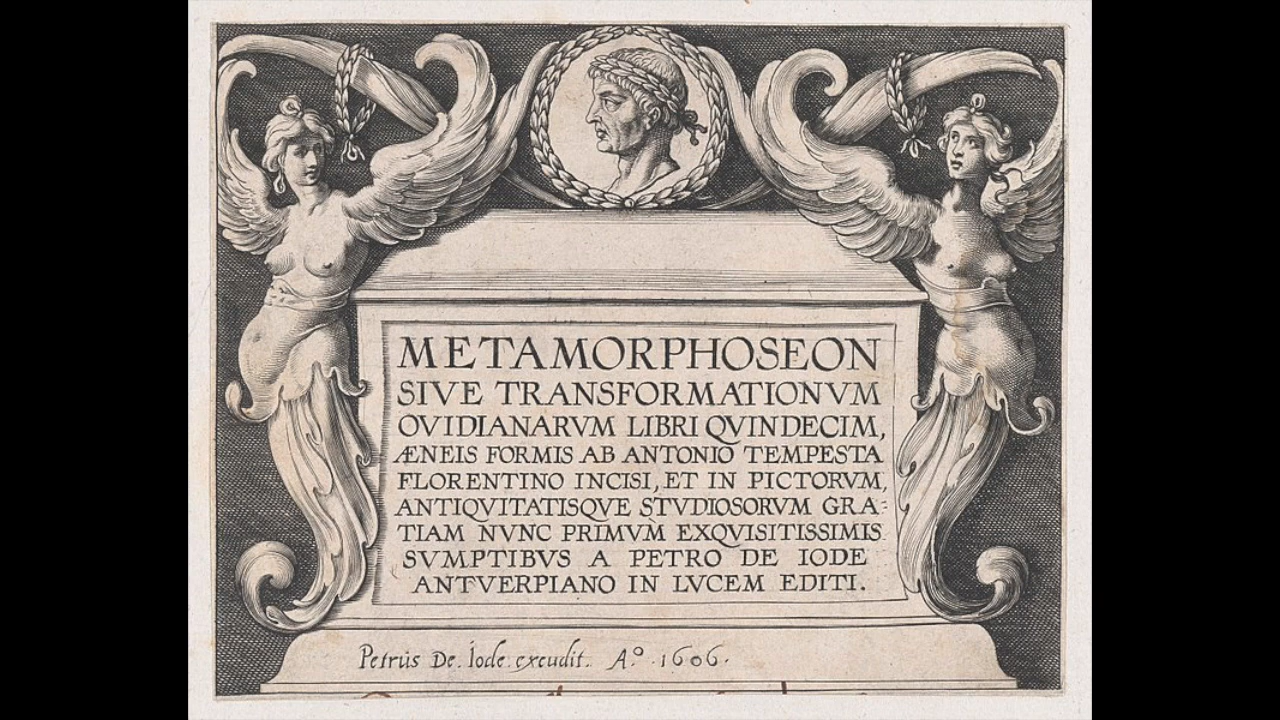 METAMORPHOSEON
SIVE TRANSFORMATIONVM
OVIDIANARVM LIBRI QVINDECIM,
ÆNEIS FORMIS AB ANTONIO TEMPESTA
FLORENTINO INCISI, ET IN PICTORVM,
ANTIQVITATISQVE STVDIOSORVM GRA=
TIAM NVNC PRIMVM̀ EXQVISITISSIMIS
SVMPTIBVS A PETRO DE IODE
ANTVERPIANO IN LVCEM EDITI.
Petrŭs De. Iode. excudit. A.º .1606.